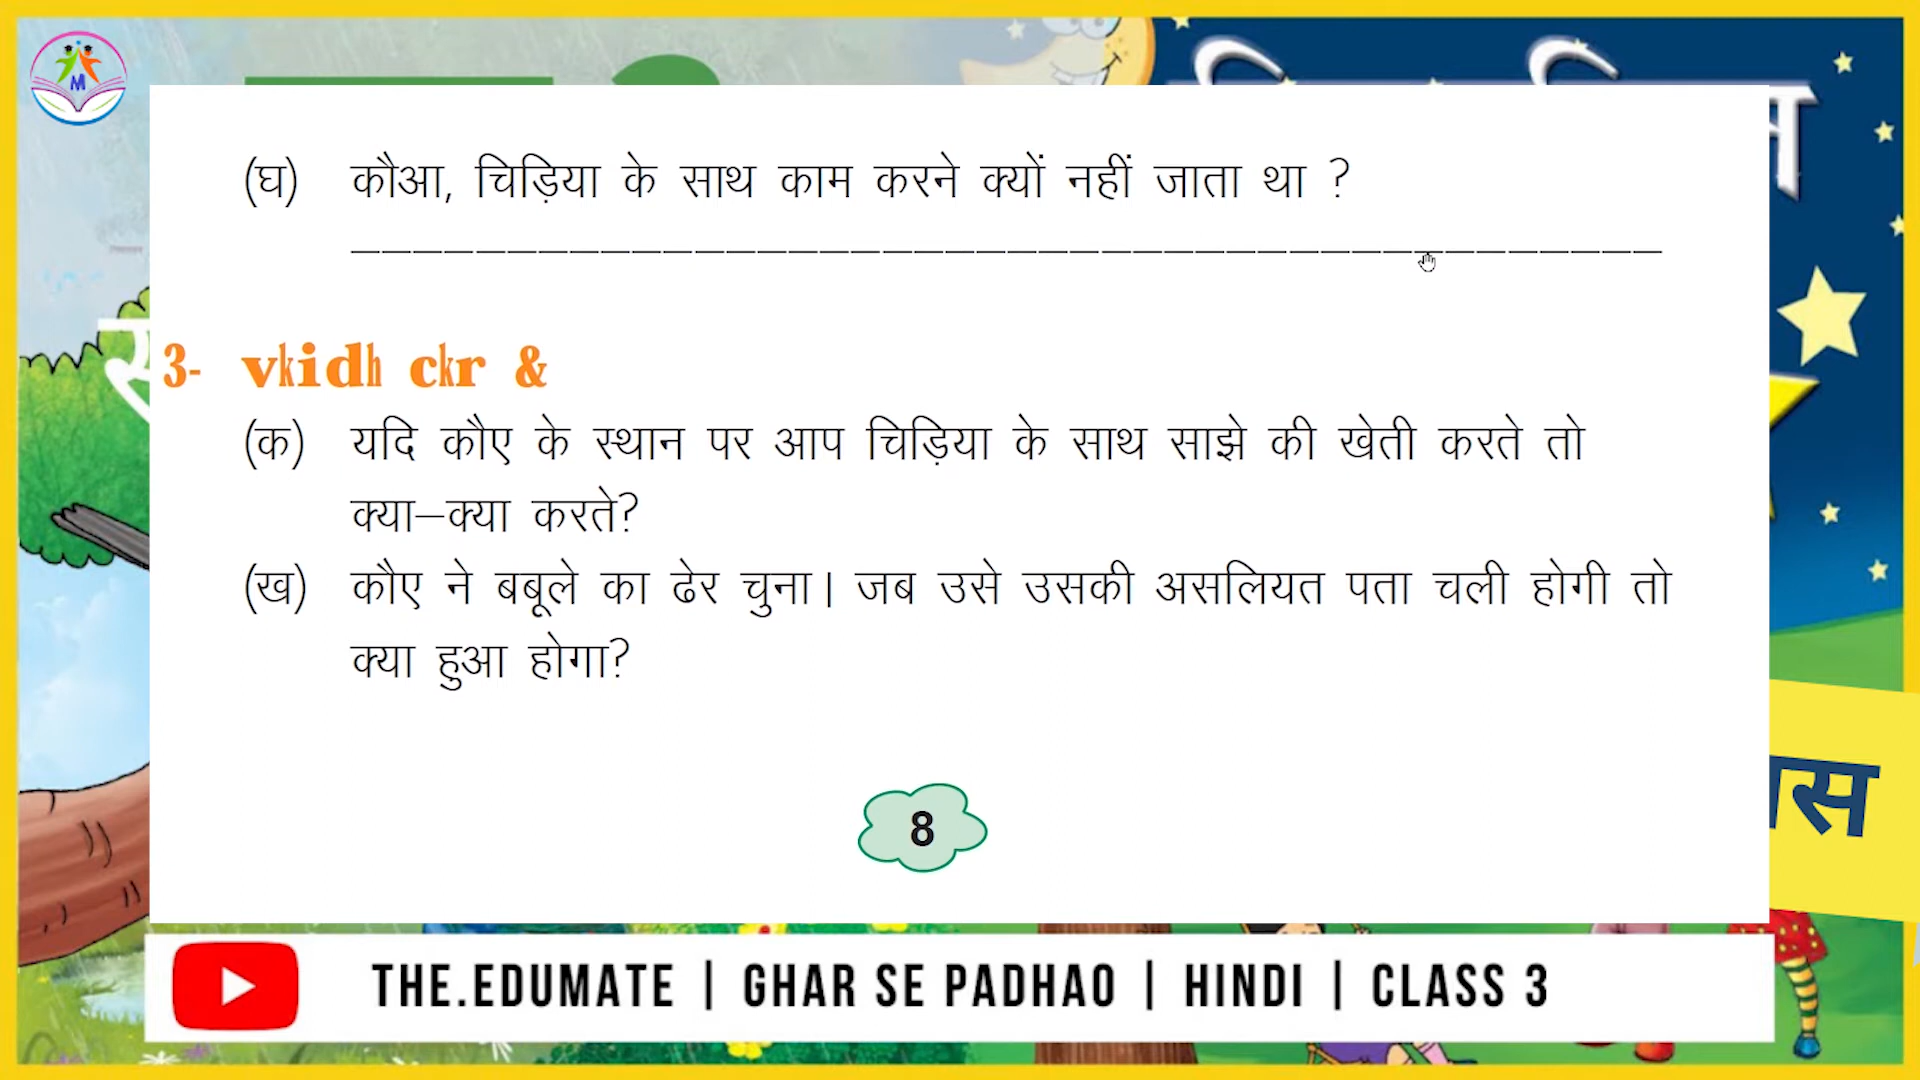 M
(घ) कौआ, चिड़िया के साथ काम करने क्यों नहीं जाता था ?
3- vkidh ckr &
(क) यदि कौए के स्थान पर आप चिड़िया के साथ साझे की खेती करते तो
क्या–क्या करते?
(ख) कौए ने बबूले का ढेर चुना। जब उसे उसकी असलियत पता चली होगी तो
क्या हुआ होगा?
8
THE.EDUMATE | GHAR SE PADHAO | HINDI | CLASS 3